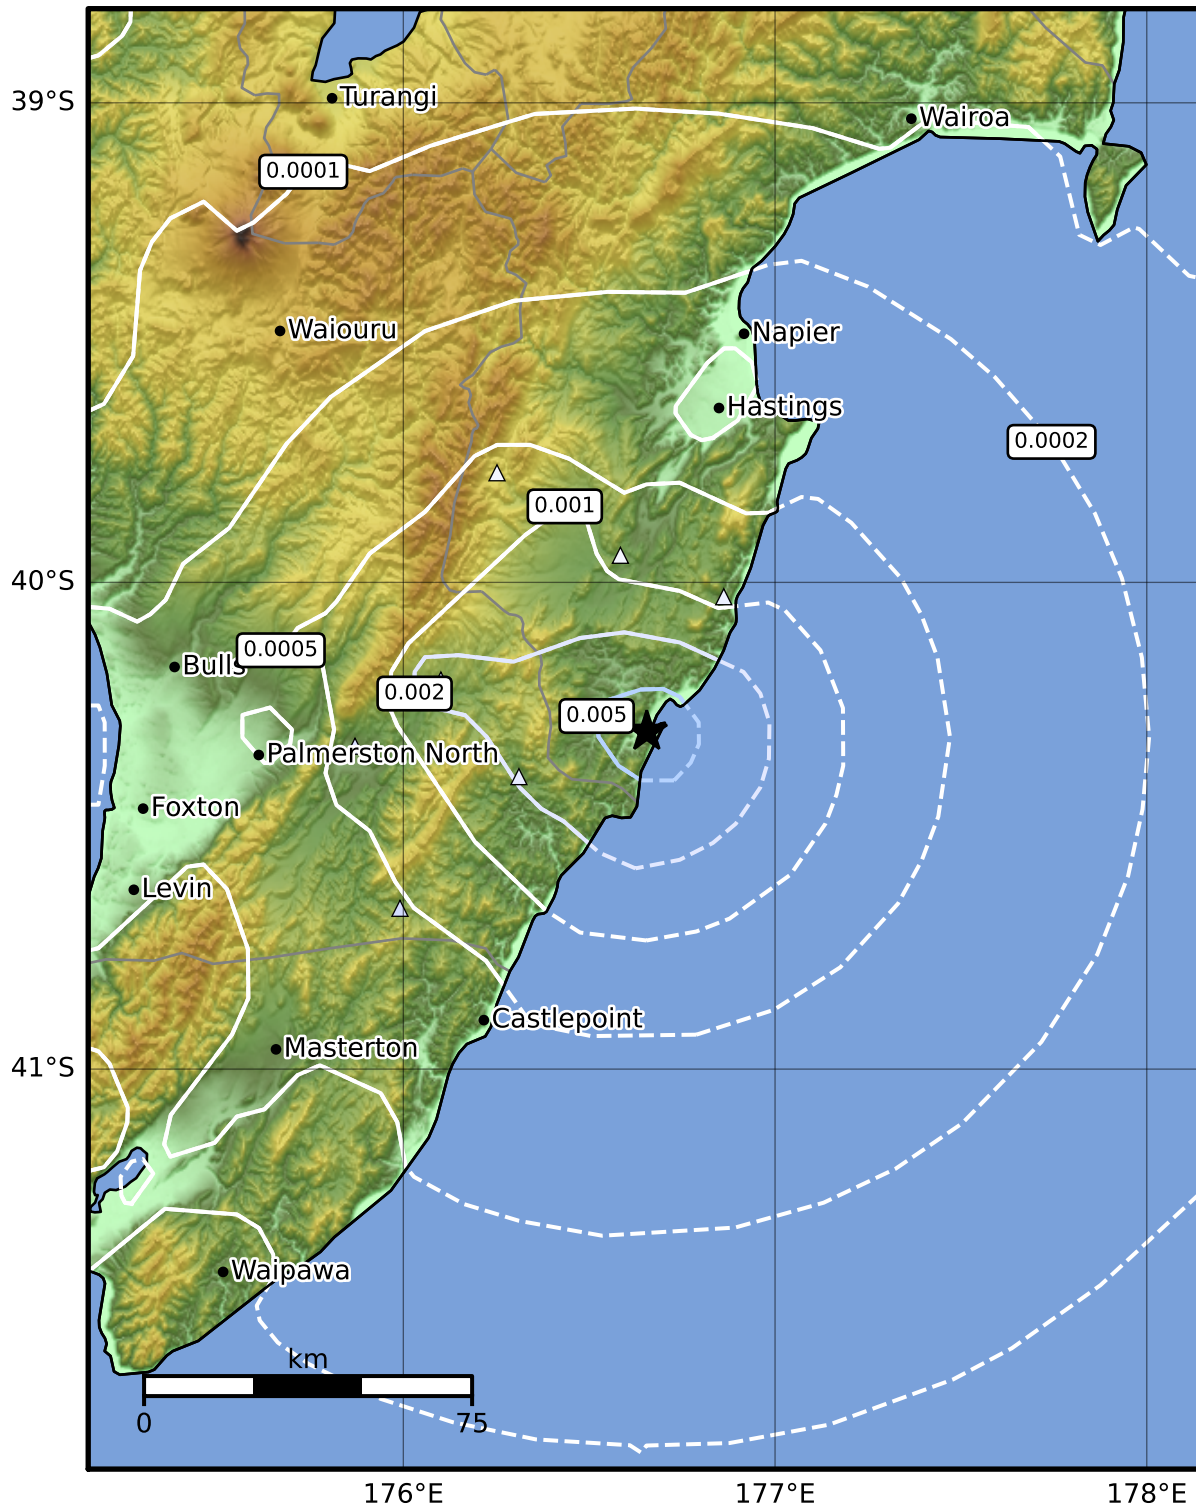 39°S
Turangi
Wairoa
0.0001
Waiouru
Napier
Hastings
0.0002
0.001
40°S
0.0005
Bulls
0.002
0.005
Palmerston North
Foxton
Levin
Castlepoint
Masterton
41°S
Waipawa
km
0
75
176°E
177°E
178°E